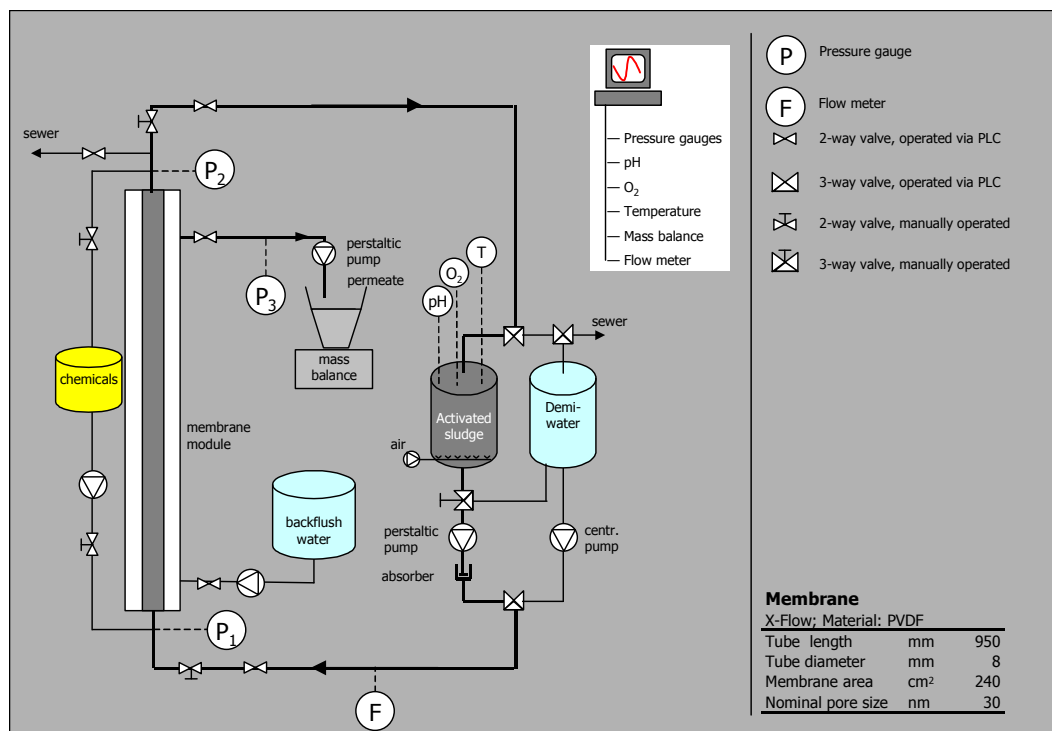 sewer
P2
P1
P3
perstaltic
pump
permeate
mass
balance
chemicals
membrane
module
backflush
water
F
pH
O2
T
Activated
sludge
air
perstaltic
pump
absorber
Demi-
water
sewer
centr.
pump
Pressure gauges
pH
O2
Temperature
Mass balance
Flow meter
P Pressure gauge
F Flow meter
2-way valve, operated via PLC
3-way valve, operated via PLC
2-way valve, manually operated
3-way valve, manually operated
Membrane
X-Flow; Material: PVDF
Tube length mm 950
Tube diameter mm 8
Membrane area cm² 240
Nominal pore size nm 30